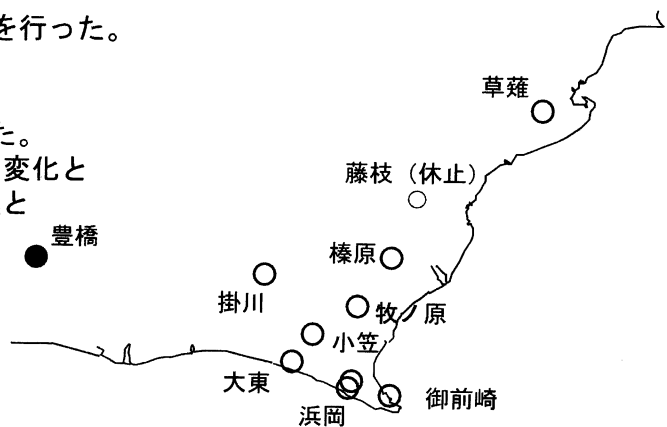 を行った。
た。
変化と
と
草薙
藤枝（休止）
豊橋
榛原
掛川
牧ノ原
小笠
大東
浜岡
御前崎